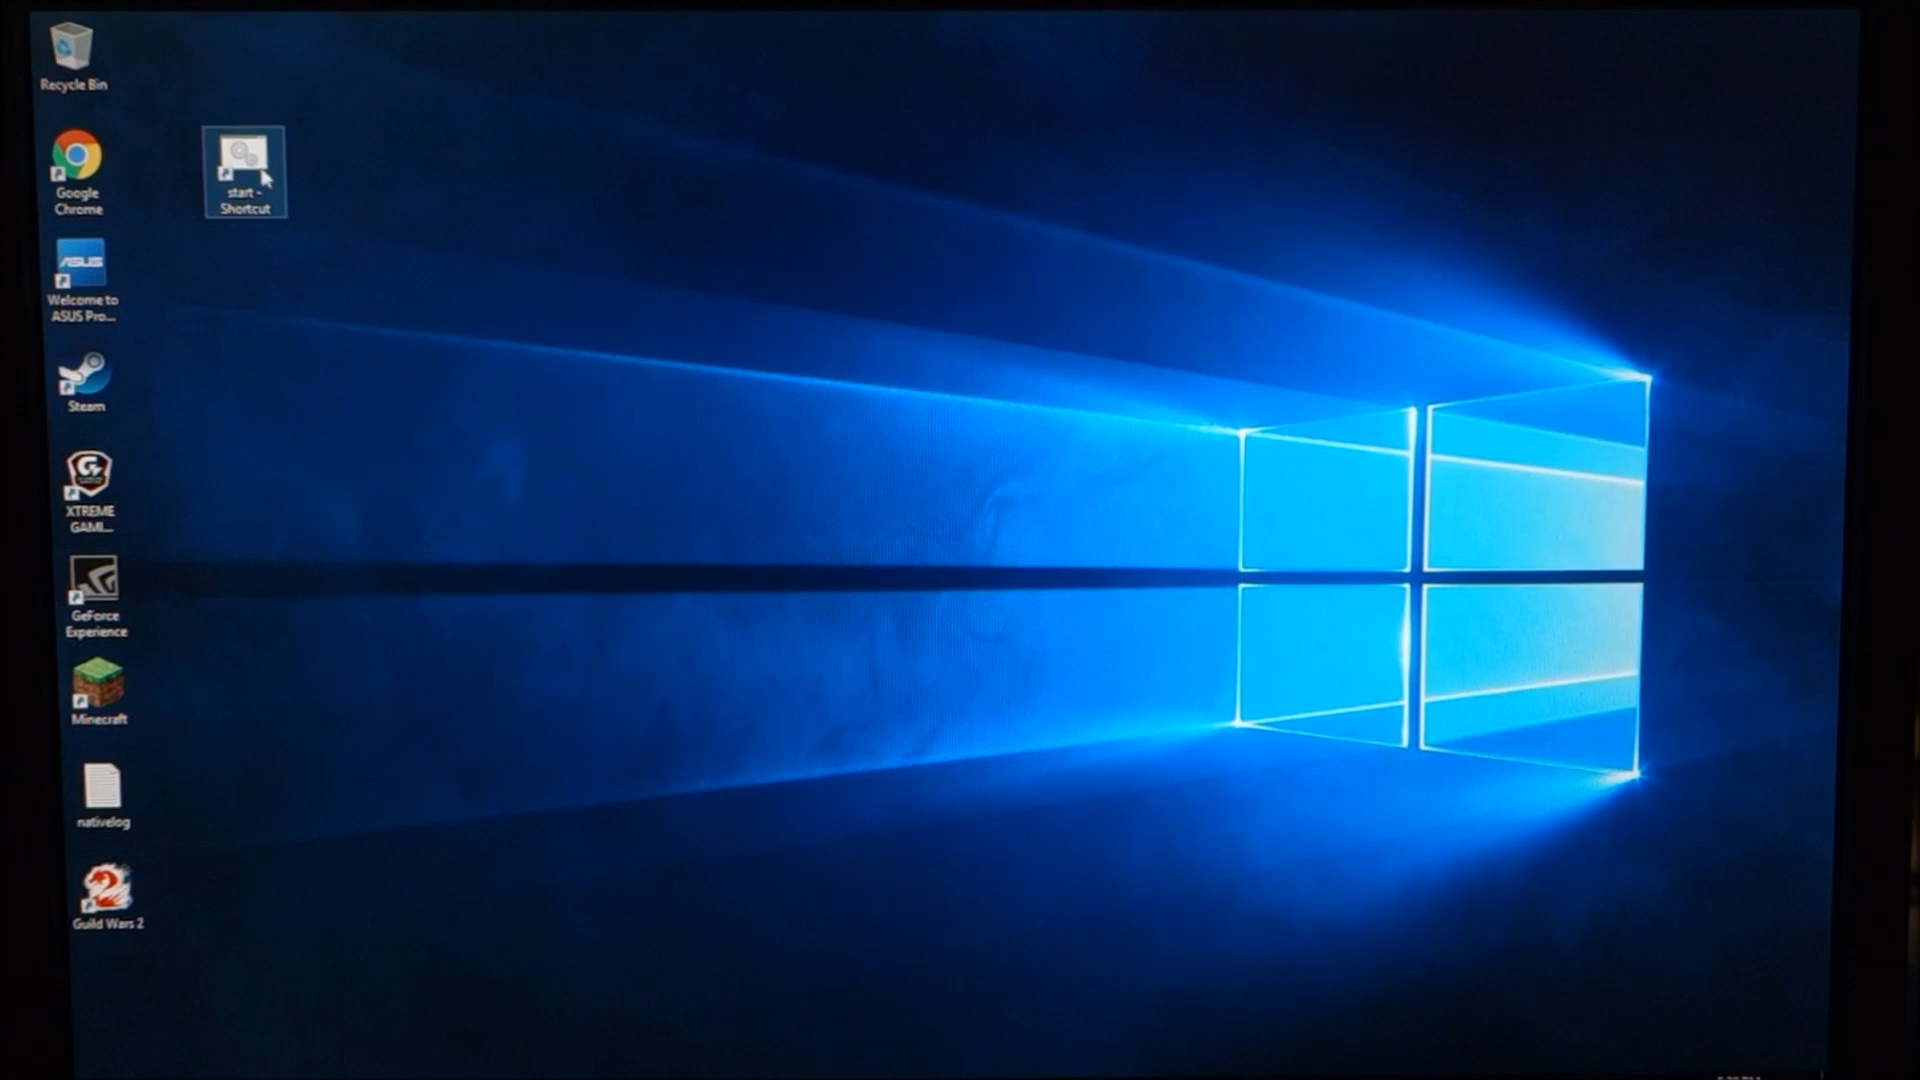 Recycle Bin
Google
Chrome
start -
Shortcut
ASUS
Welcome to
ASUS Pro...
Steam
XTREME
GAMI...
GeForce
Experience
Minecraft
nativelog
Guild Wars 2